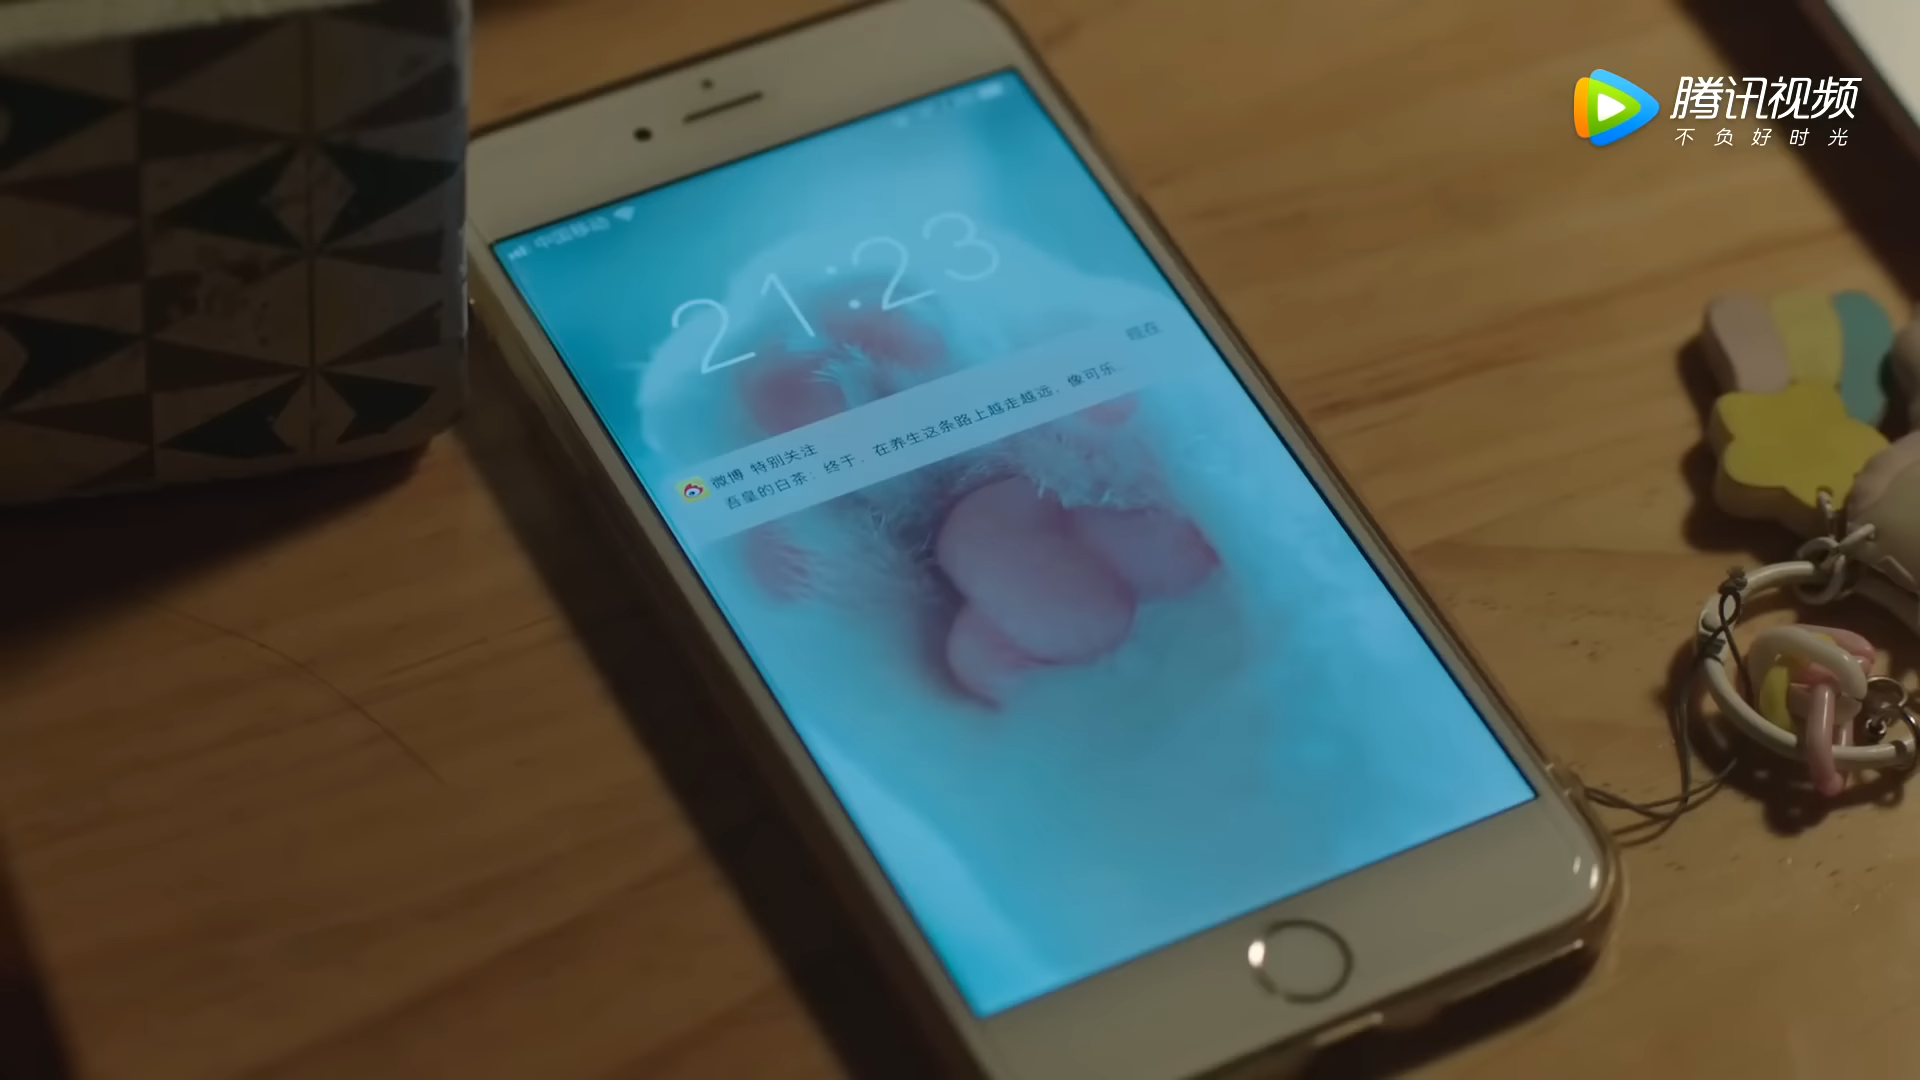 腾讯视频
不负好时光
中国移动
21:23
微博 特别关注
现在
吾皇的白茶：终于，在养生这条路上越走越远，像可乐...